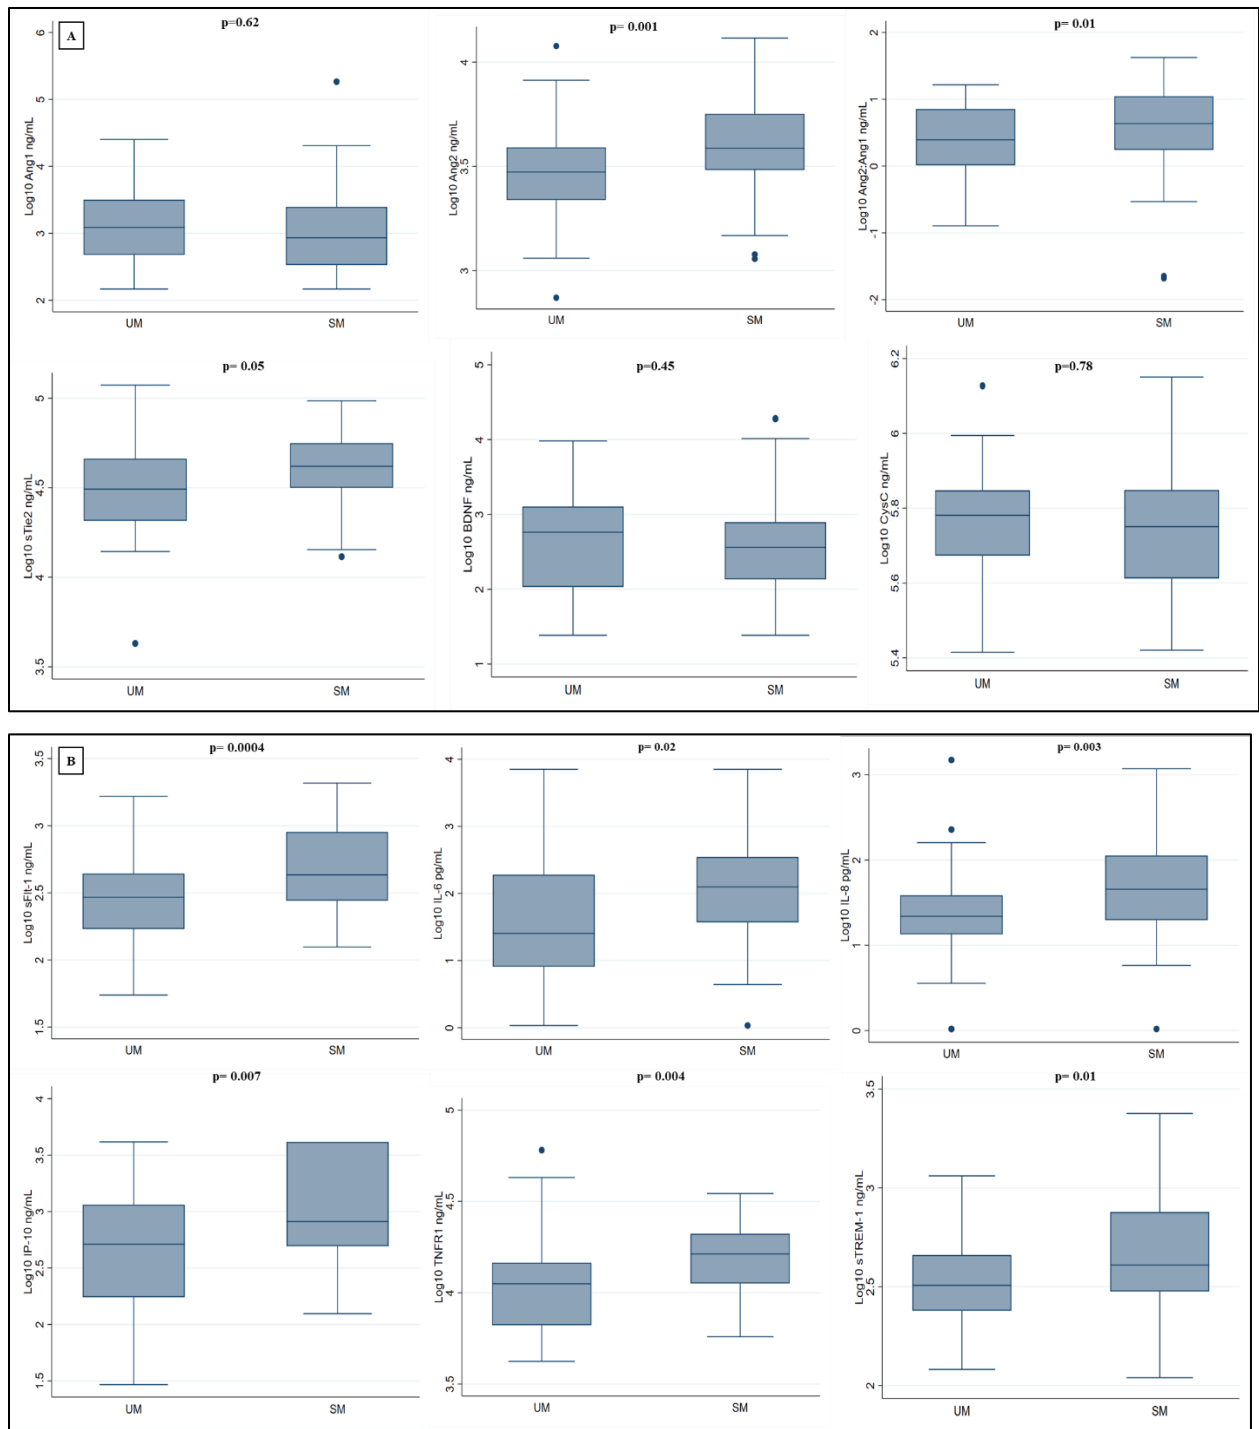 A
p=0.62
Log10 Ang1 ng/mL
6
5
4
3
2
UM SM
p= 0.001
Log10 Ang2 ng/mL
4
3.5
3
UM SM
p= 0.01
Log10 Ang2:Ang1 ng/mL
2
1
0
-1
-2
UM SM
p= 0.05
Log10 sTie2 ng/mL
5
4.5
4
3.5
UM SM
p=0.45
Log10 BDNF ng/mL
5
4
3
2
1
UM SM
p=0.78
Log10 CysC ng/mL
6.2
6
5.8
5.6
5.4
UM SM
B
p= 0.0004
Log10 sFlt-1 ng/mL
3.5
3
2.5
2
1.5
UM SM
p= 0.02
Log10 IL-6 pg/mL
4
3
2
1
0
UM SM
p= 0.003
Log10 IL-8 pg/mL
3
2
1
0
UM SM
p= 0.007
Log10 IP-10 ng/mL
4
3.5
3
2.5
2
1.5
UM SM
p= 0.004
Log10 TNFR1 ng/mL
5
4.5
4
3.5
UM SM
p= 0.01
Log10 sTREM-1 ng/mL
3.5
3
2.5
2
UM SM